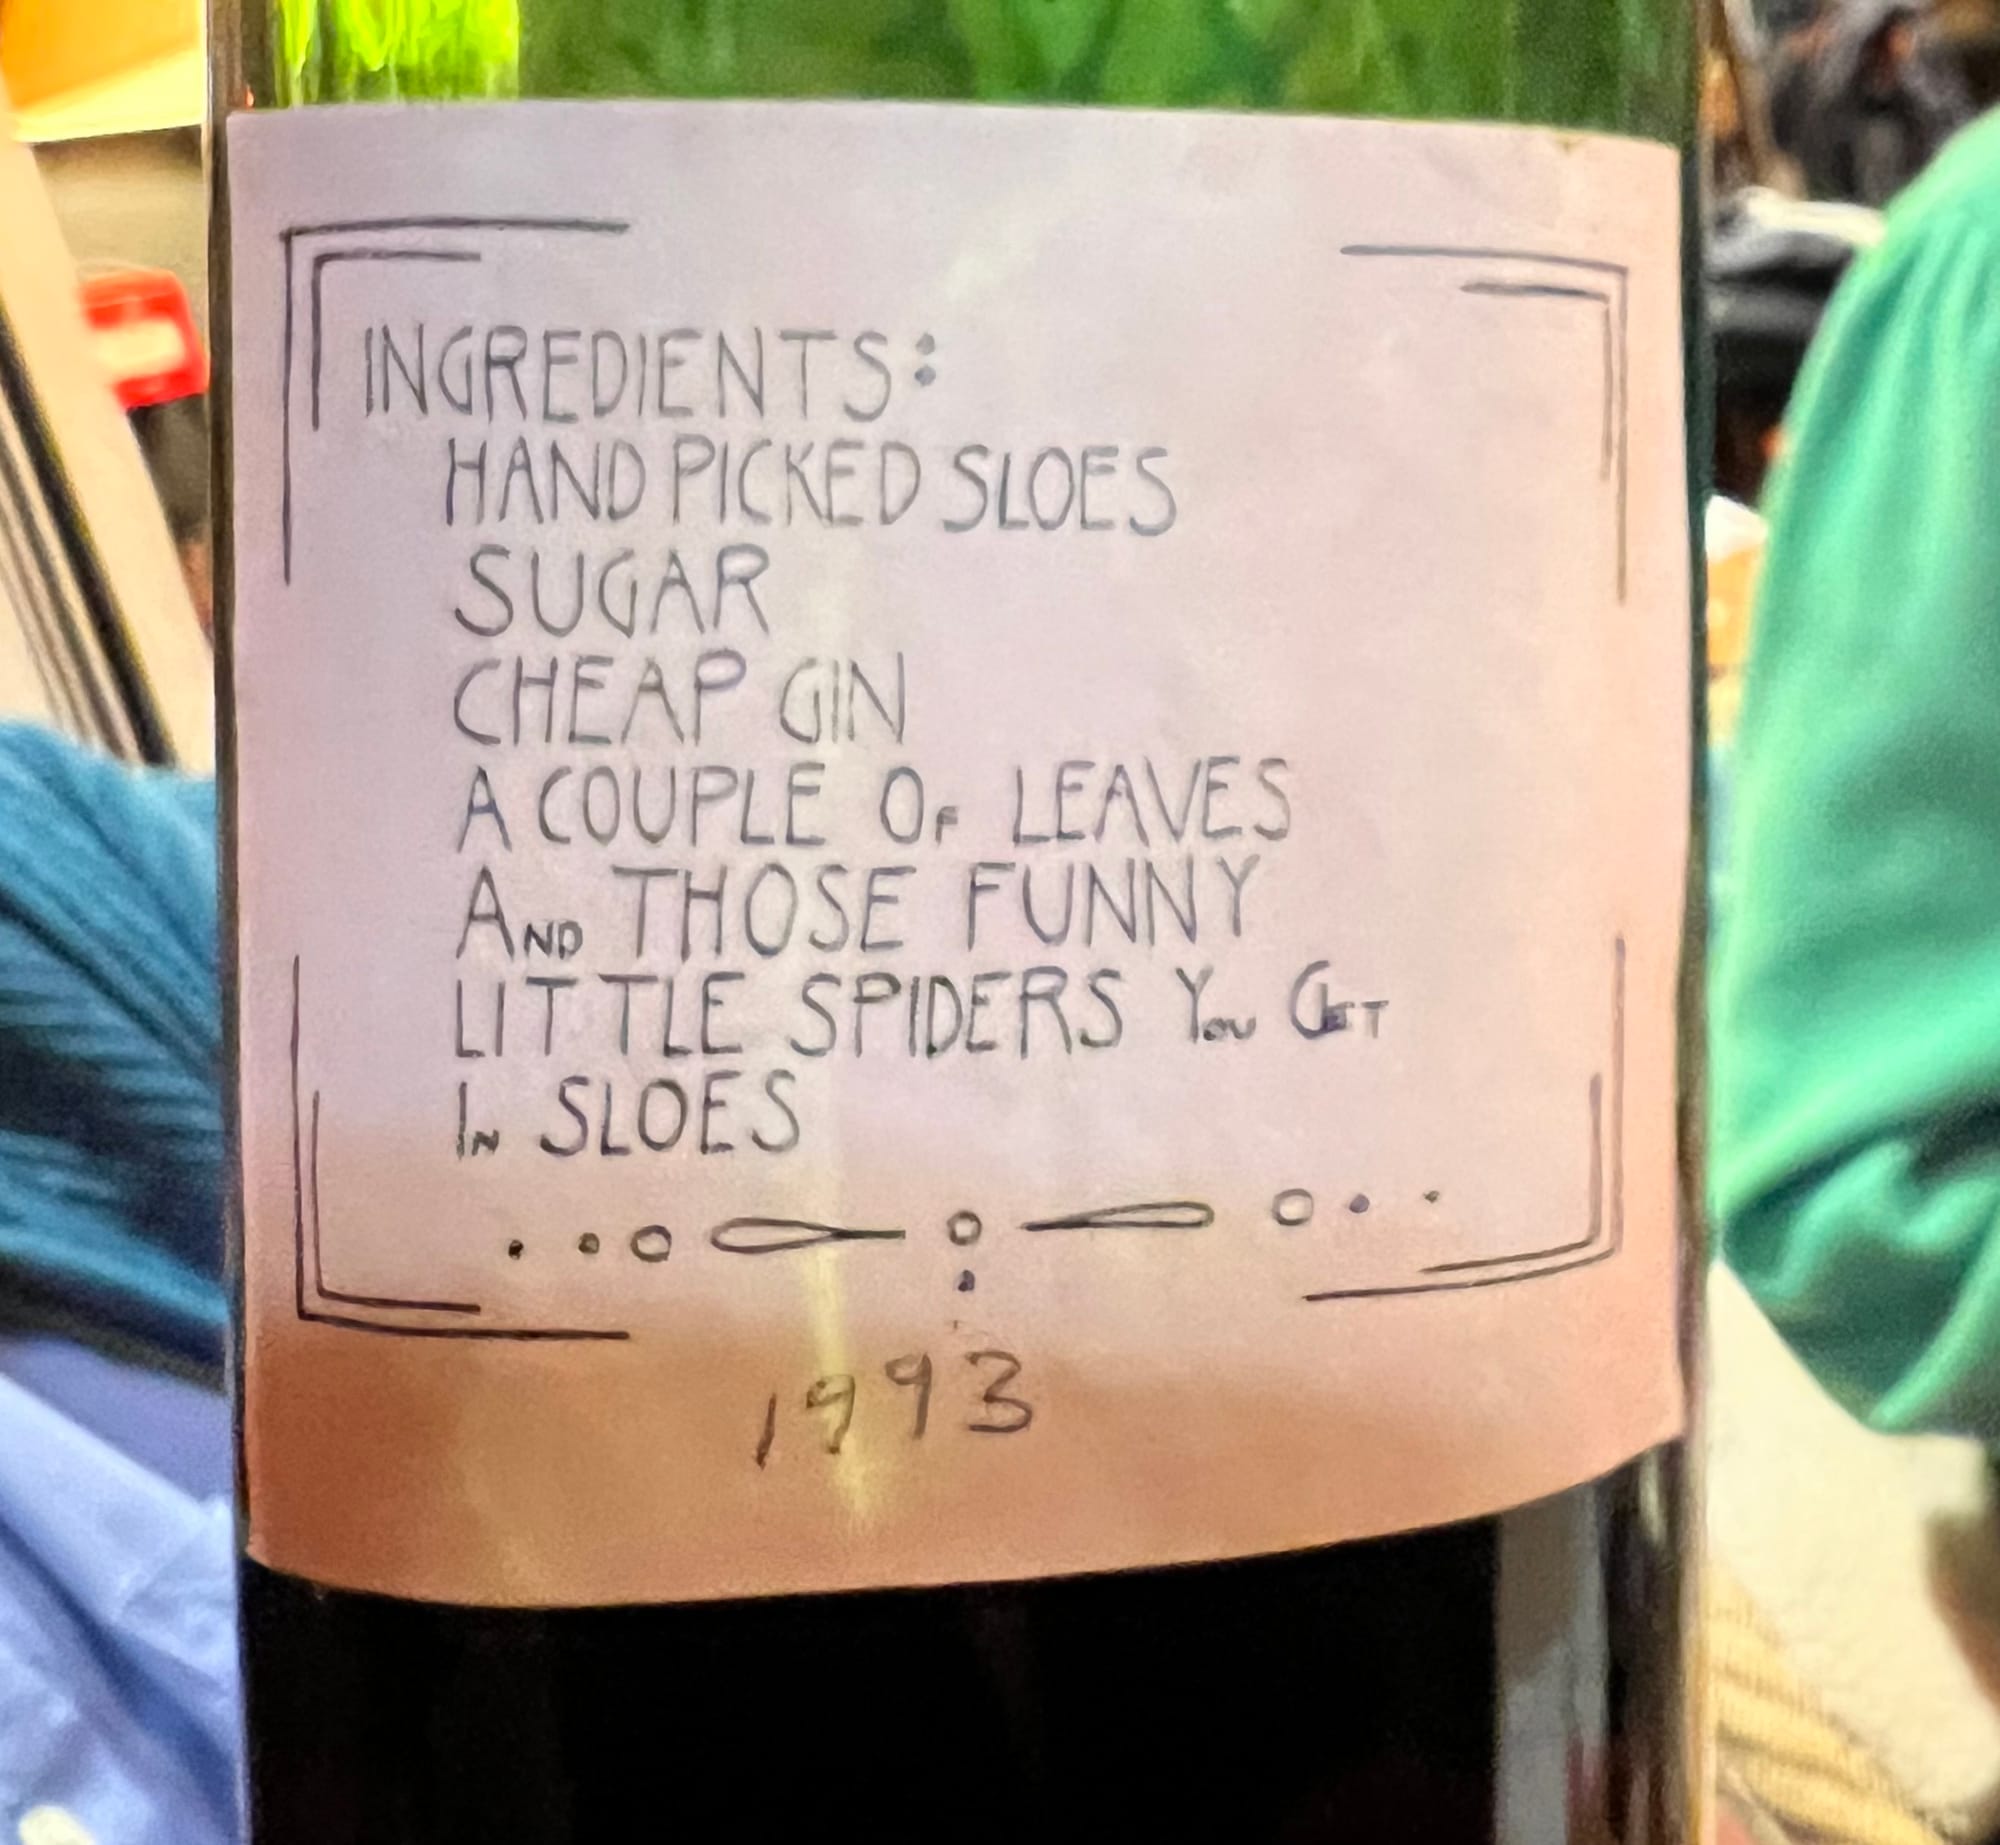 INGREDIENTS:
HAND PICKED SLOES
SUGAR
CHEAP GIN
A COUPLE OF LEAVES
AND THOSE FUNNY
LITTLE SPIDERS YOU GET
IN SLOES
1993